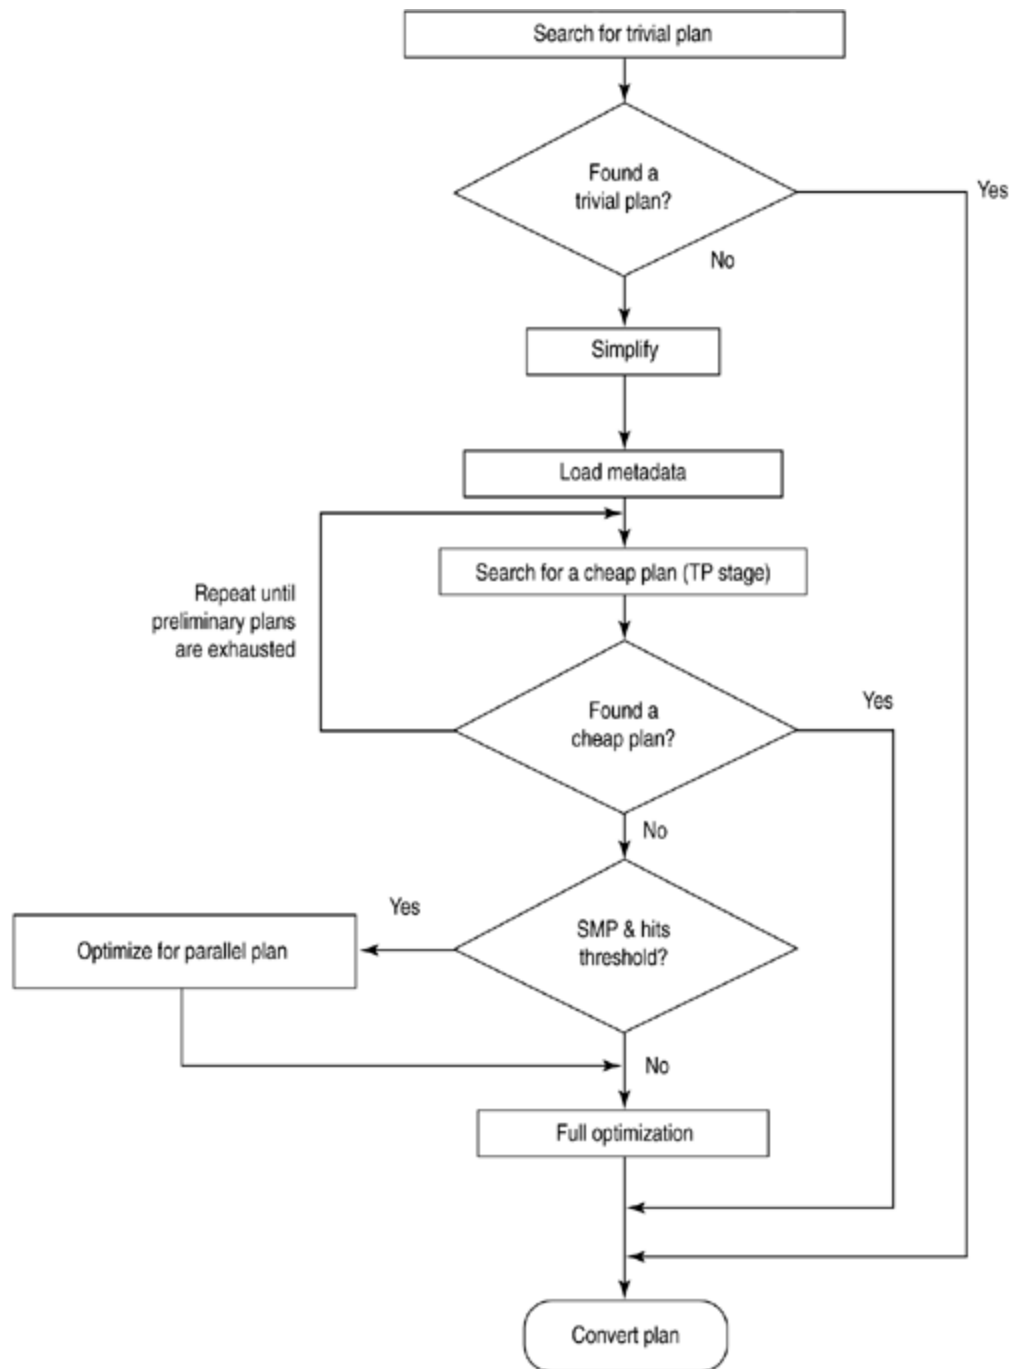 Search for trivial plan
Found a
trivial plan?
Yes
No
Simplify
Load metadata
Search for a cheap plan (TP stage)
Repeat until
preliminary plans
are exhausted
Found a
cheap plan?
Yes
No
Yes
SMP & hits
threshold?
Optimize for parallel plan
No
Full optimization
Convert plan